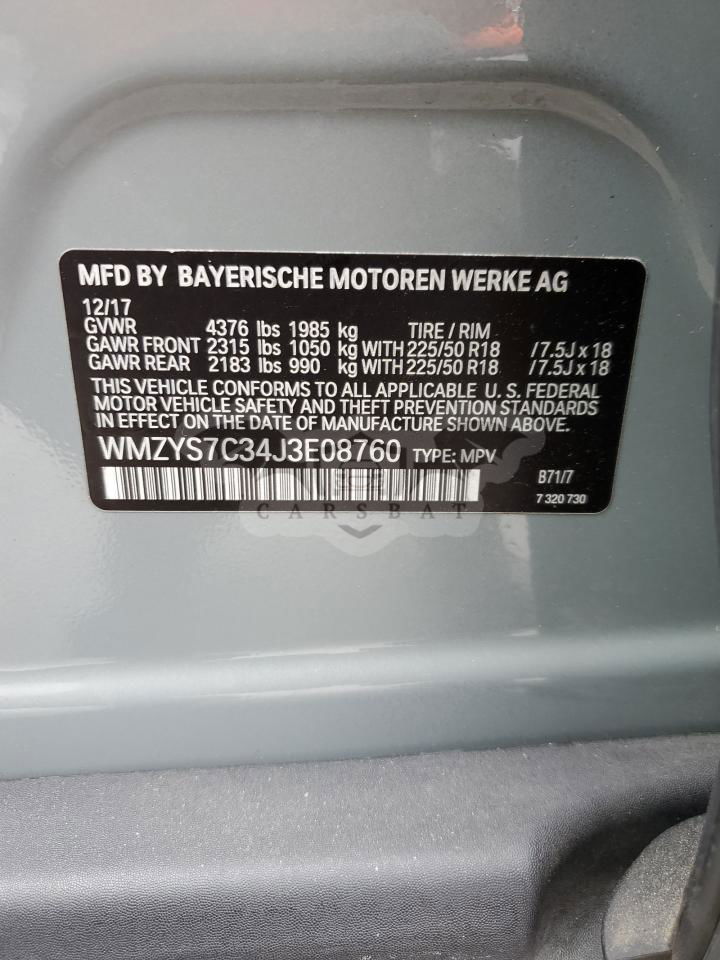 MFD BY BAYERISCHE MOTOREN WERKE AG
12/17
GVWR 4376 lbs 1985 kg TIRE / RIM
GAWR FRONT 2315 lbs 1050 kg WITH 225/50 R18 /7.5J x 18
GAWR REAR 2183 lbs 990 kg WITH 225/50 R18 /7.5J x 18
THIS VEHICLE CONFORMS TO ALL APPLICABLE U. S. FEDERAL
MOTOR VEHICLE SAFETY AND THEFT PREVENTION STANDARDS
IN EFFECT ON THE DATE OF MANUFACTURE SHOWN ABOVE.
WMZYS7C34J3E08760 TYPE: MPV
B71/7
7 320 730
CARSBAT